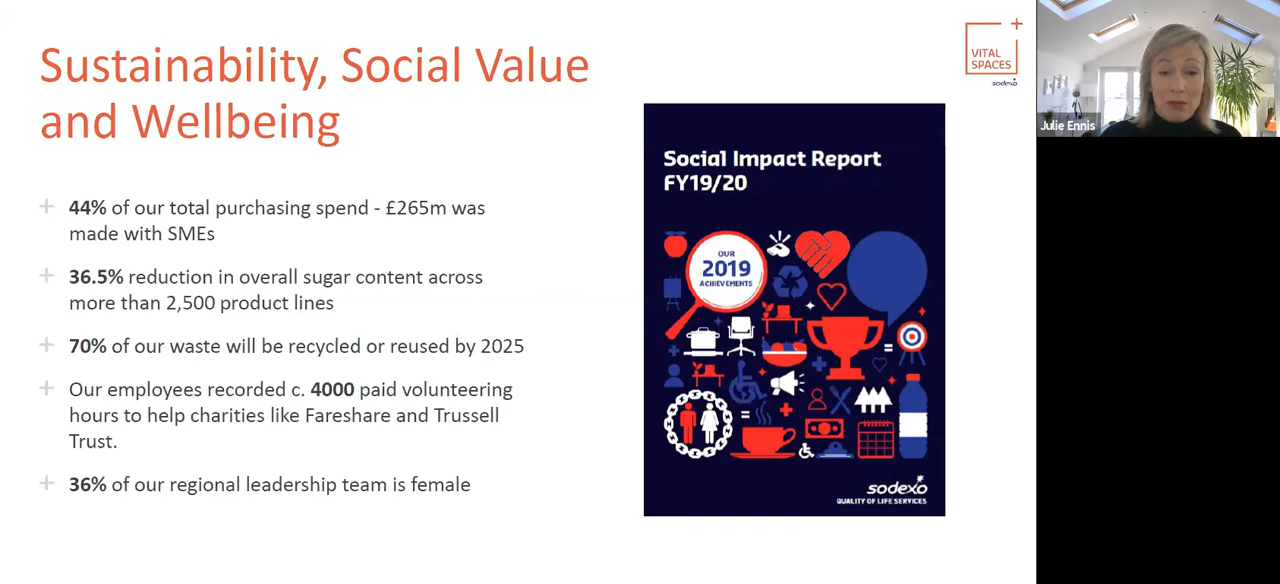 Sustainability, Social Value
and Wellbeing
44% of our total purchasing spend - £265m was
made with SMEs
36.5% reduction in overall sugar content across
more than 2,500 product lines
70% of our waste will be recycled or reused by 2025
Our employees recorded c. 4000 paid volunteering
hours to help charities like Fareshare and Trussell
Trust.
36% of our regional leadership team is female
Social Impact Report
FY19/20
OUR
2019
ACHIEVEMENTS
sodexo
QUALITY OF LIFE SERVICES
VITAL
SPACES
sodexo
Julie Ennis